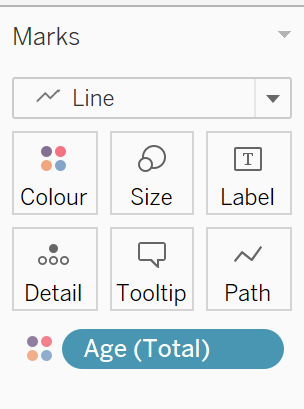 Marks
Line
Colour Size Label
Detail Tooltip Path
Age (Total)